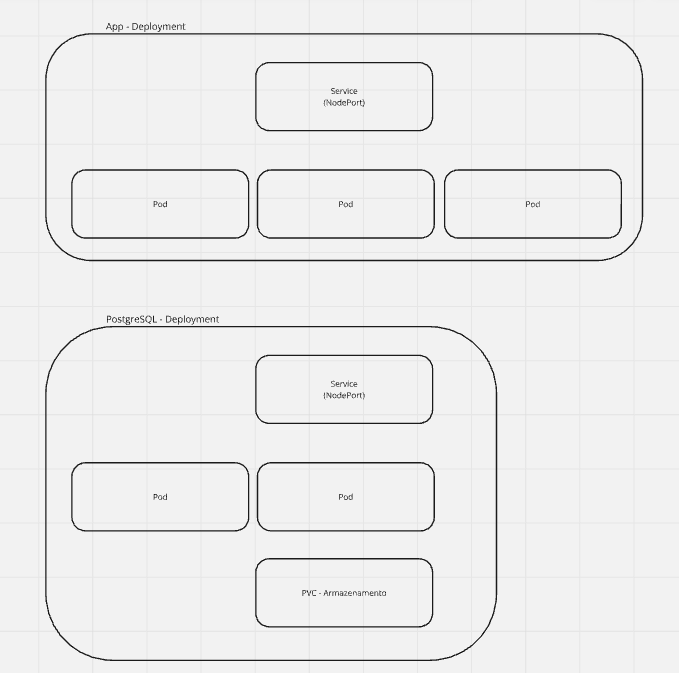 App - Deployment
Service
(NodePort)
Pod
Pod
Pod
PostgreSQL - Deployment
Service
(NodePort)
Pod
Pod
PVC - Armazenamento